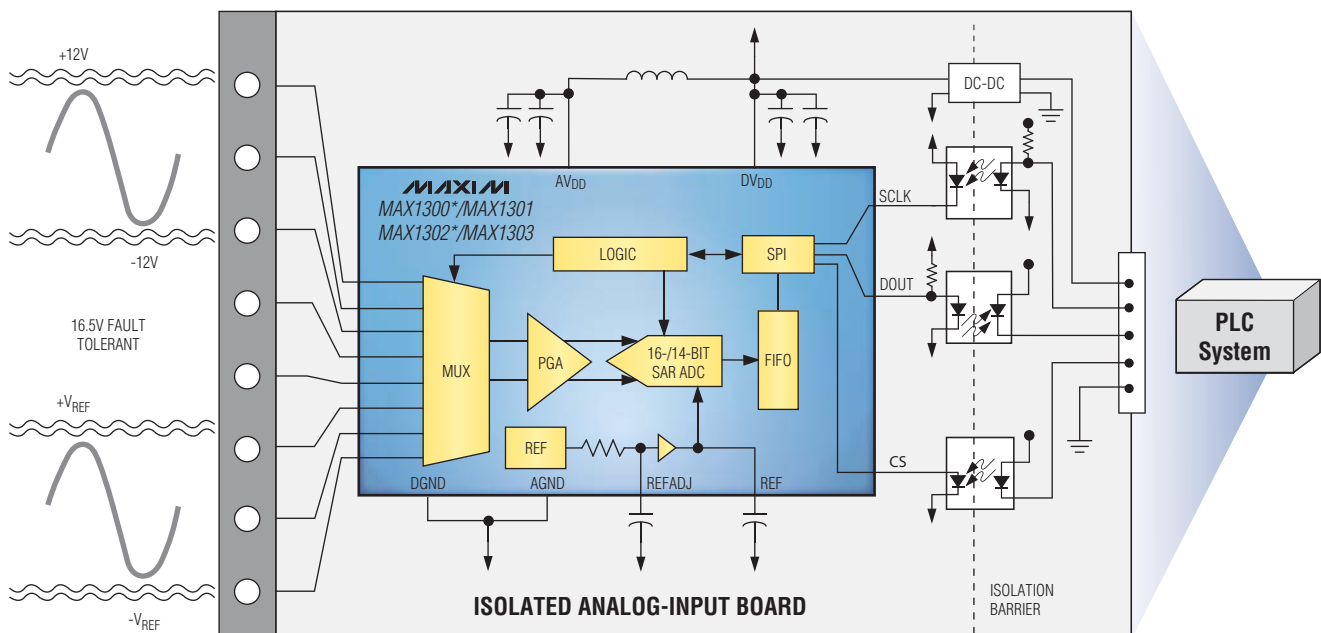 +12V
-12V
16.5V FAULT
TOLERANT
+VREF
-VREF
DC-DC
AVDD
DVDD
MAXIM
MAX1300*/MAX1301
MAX1302*/MAX1303
SCLK
LOGIC
SPI
DOUT
MUX
PGA
16-/14-BIT
SAR ADC
FIFO
REF
CS
DGND
AGND
REFADJ
REF
PLC
System
ISOLATED ANALOG-INPUT BOARD
ISOLATION
BARRIER